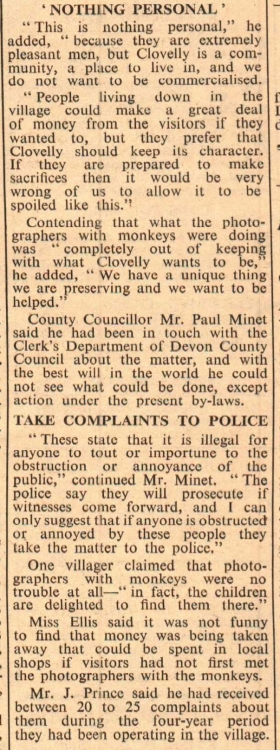 ' NOTHING PERSONAL '
" This is nothing personal," he
added, " because they are extremely
pleasant men, but Clovelly is a com-
munity, a place to live in, and we
do not want to be commercialised.
" People living down in the
village could make a great deal
of money from the visitors if they
wanted to, but they prefer that
Clovelly should keep its character.
If they are prepared to make
sacrifices then it would be very
wrong of us to allow it to be
spoiled like this."
Contending that what the photo-
graphers with monkeys were doing
was " completely out of keeping
with what Clovelly wants to be,"
he added, " We have a unique thing
we are preserving and we want to be
helped."
County Councillor Mr. Paul Minet
said he had been in touch with the
Clerk's Department of Devon County
Council about the matter, and with
the best will in the world he could
not see what could be done, except
action under the present by-laws.
TAKE COMPLAINTS TO POLICE
" These state that it is illegal for
anyone to tout or importune to the
obstruction or annoyance of the
public," continued Mr. Minet. " The
police say they will prosecute if
witnesses come forward, and I can
only suggest that if anyone is obstructed
or annoyed by these people they
take the matter to the police."
One villager claimed that photo-
graphers with monkeys were no
trouble at all—" in fact, the children
are delighted to find them there."
Miss Ellis said it was not funny
to find that money was being taken
away that could be spent in local
shops if visitors had not first met
the photographers with the monkeys.
Mr. J. Prince said he had received
between 20 to 25 complaints about
them during the four-year period
they had been operating in the village.